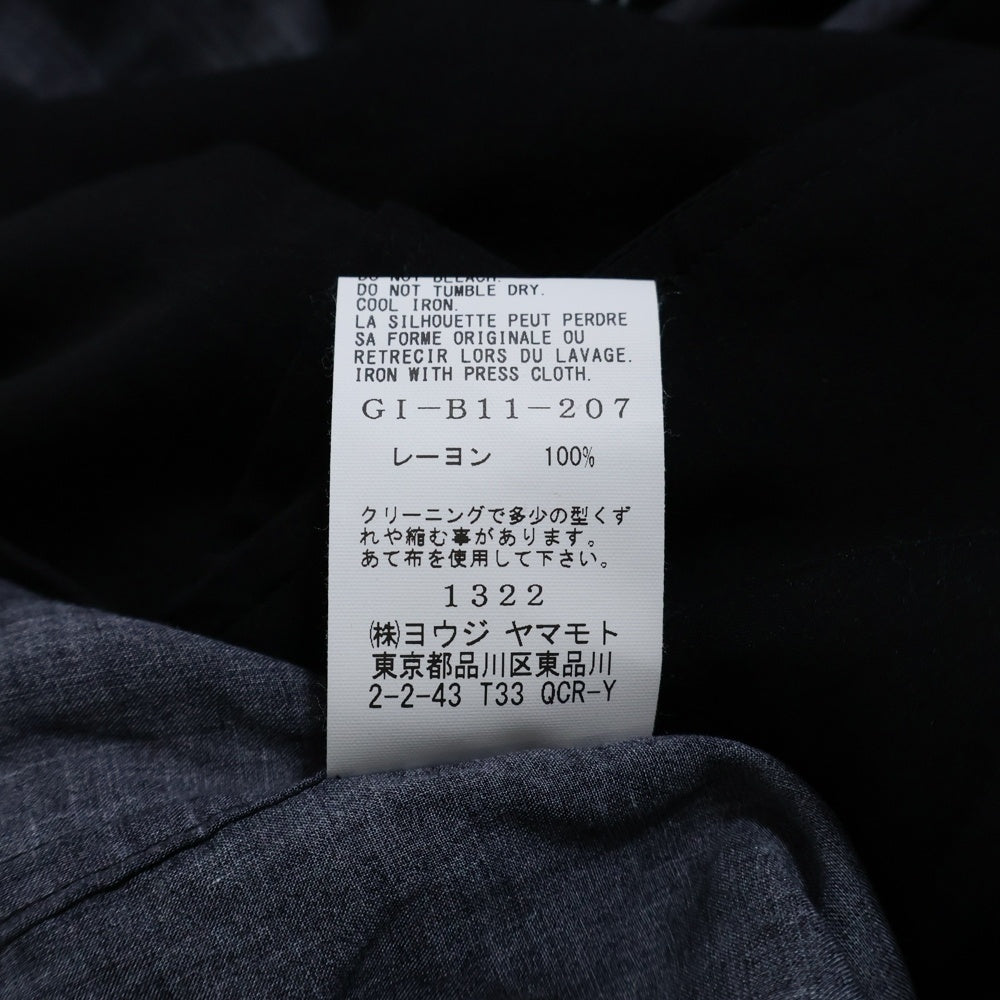 DO NOT BLEACH.
DO NOT TUMBLE DRY.
COOL IRON.
LA SILHOUETTE PEUT PERDRE
SA FORME ORIGINALE OU
RETRECIR LORS DU LAVAGE.
IRON WITH PRESS CLOTH.
GI-B11-207
レーヨン 100%
クリーニングで多少の型くず
れや縮む事があります。
あて布を使用して下さい。
1322
㈱ヨウジ ヤマモト
東京都品川区東品川
2-2-43 T33 QCR-Y